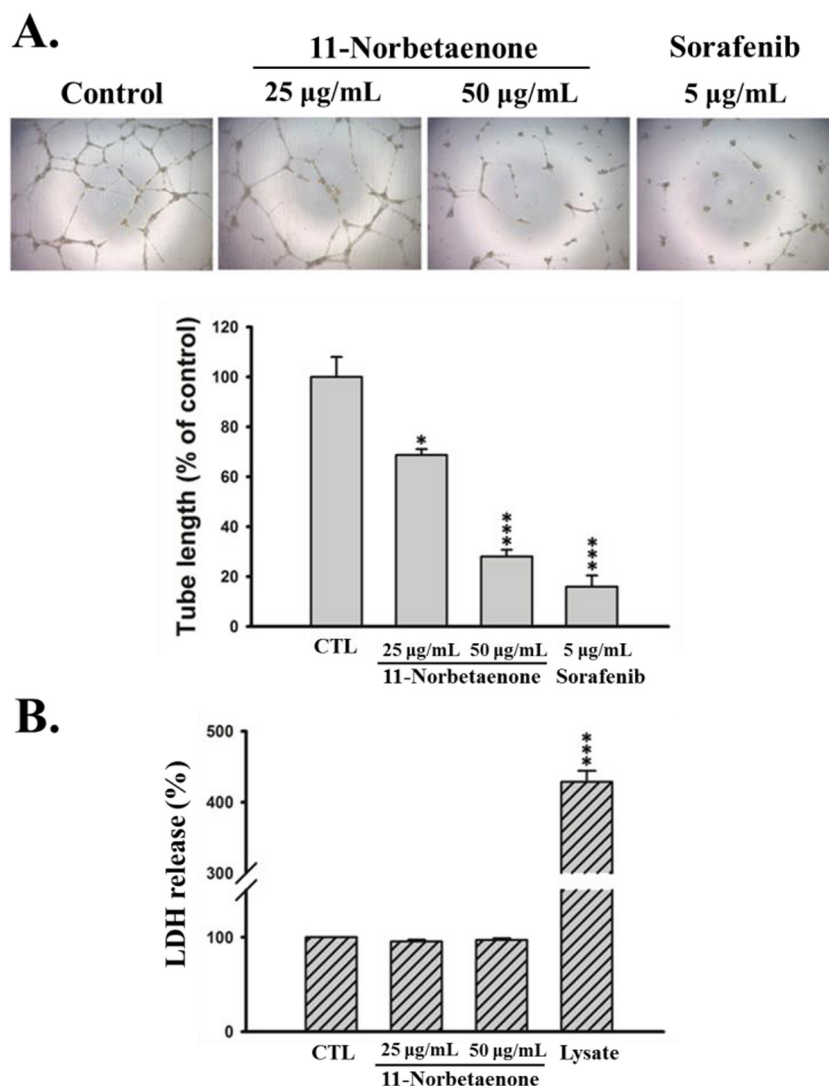 A.
11-Norbetaenone
Sorafenib
Control
25 µg/mL
50 µg/mL
5 µg/mL
Tube length (% of control)
120
100
80
60
40
20
0
*
***
***
CTL
25 µg/mL
50 µg/mL
5 µg/mL
11-Norbetaenone
Sorafenib
B.
LDH release (%)
500
400
300
100
0
***
CTL
25 µg/mL
50 µg/mL
Lysate
11-Norbetaenone